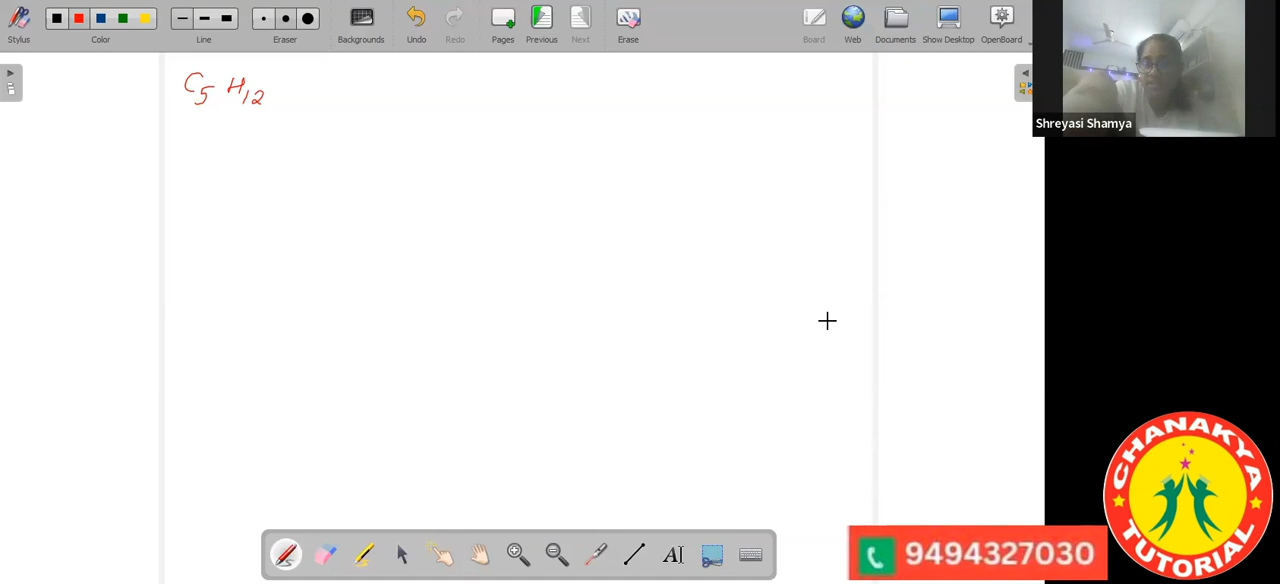 Stylus
Color
Line
Eraser
Backgrounds
Undo
Redo
Pages
Previous
Next
Erase
Board
Web
Documents
Show Desktop
OpenBoard
C5 H12
Shreyasi Shamya
CHANAKYA
TUTORIAL
9494327030